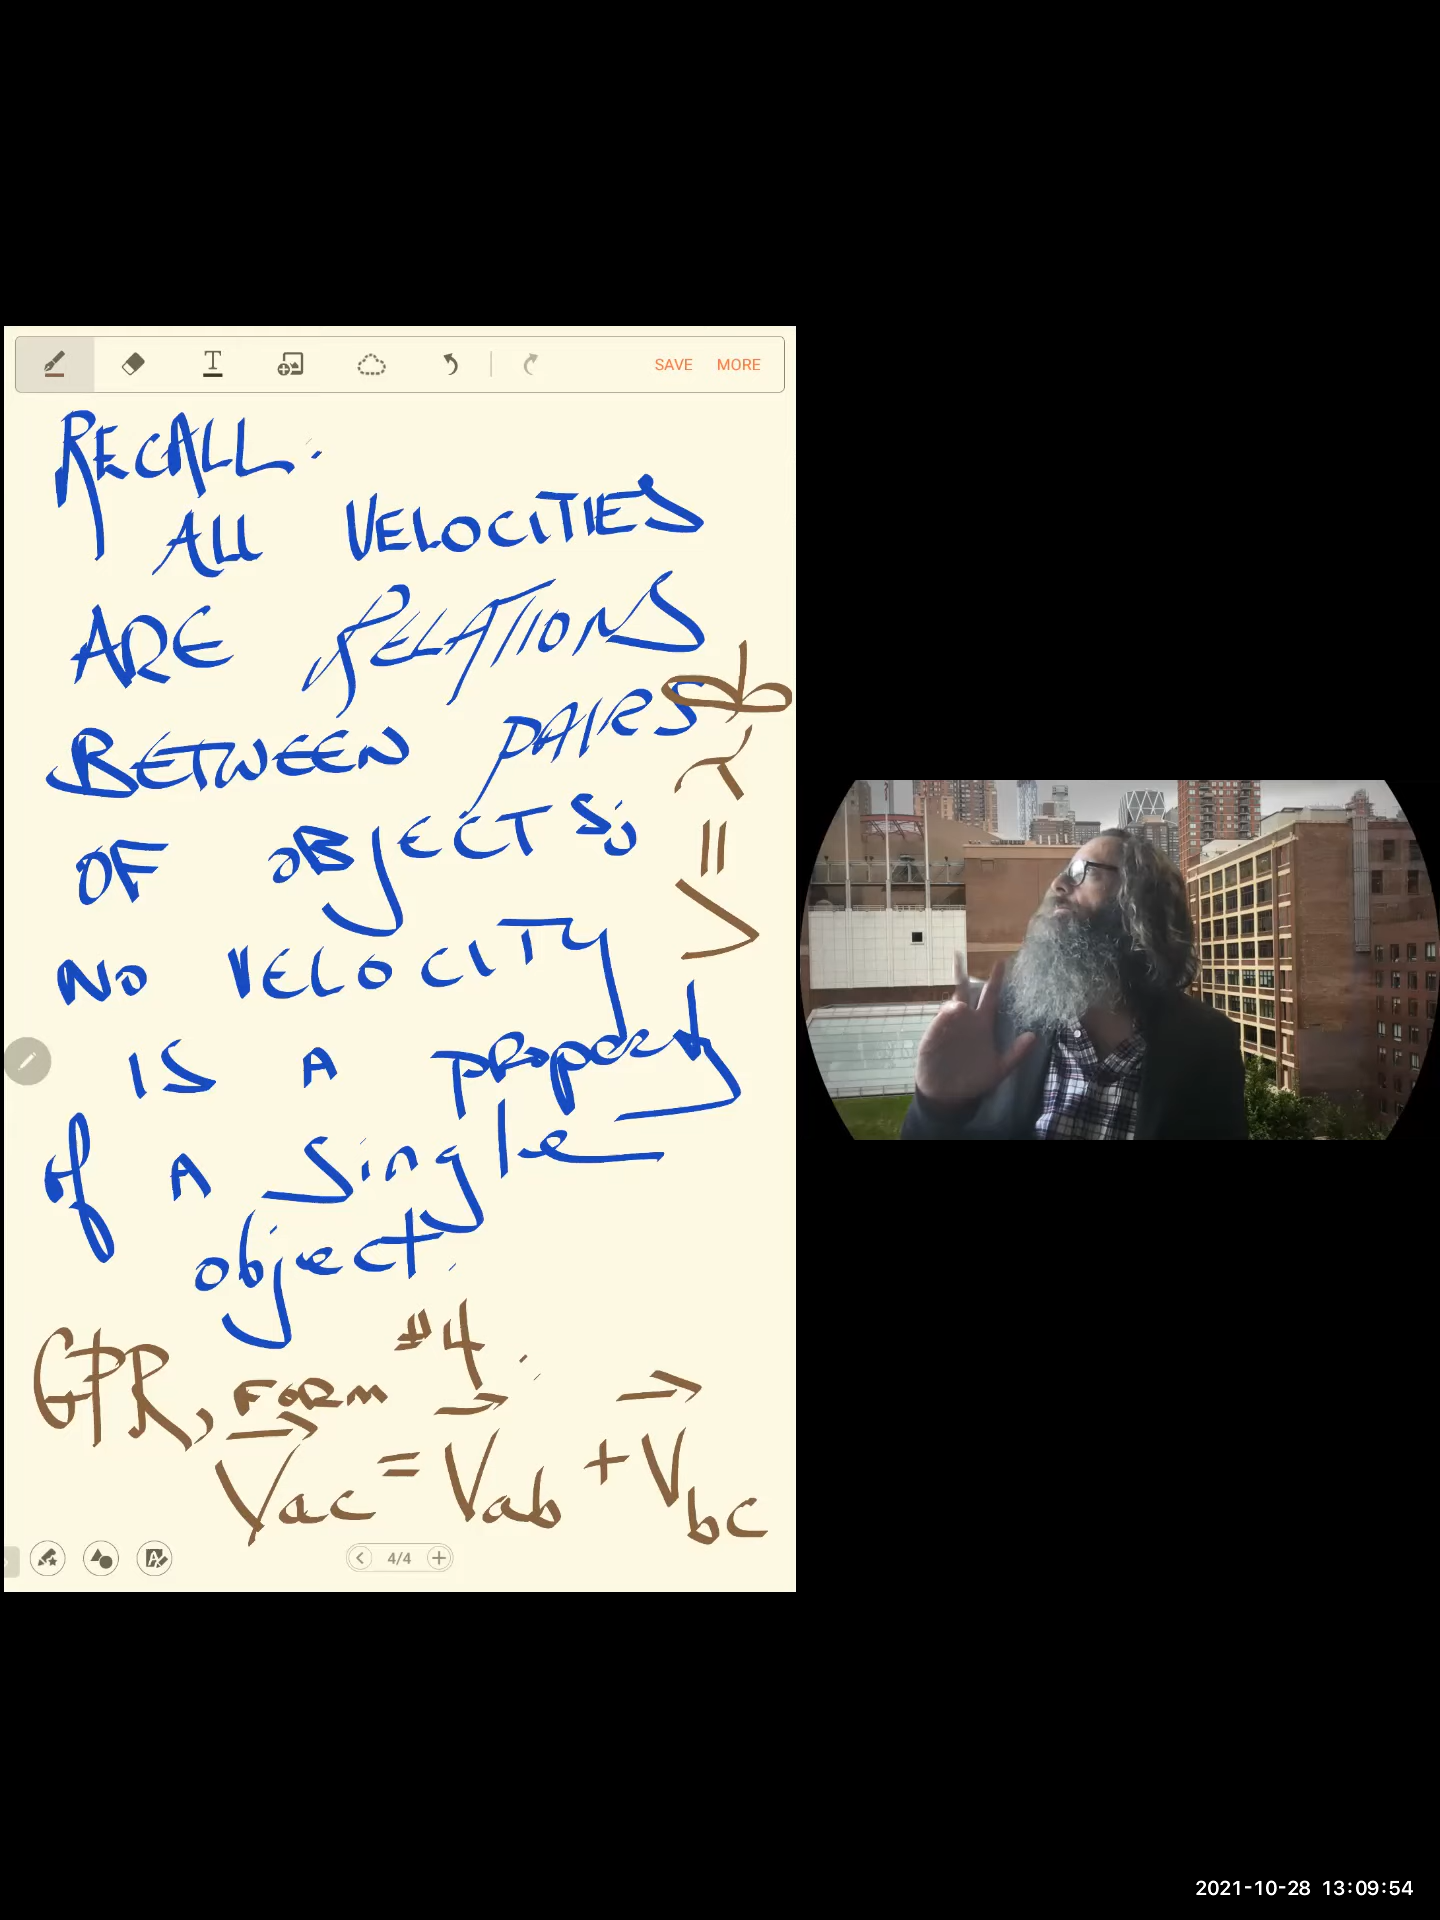 SAVE MORE
RECALL:
ALL VELOCITIES
ARE RELATIONS
BETWEEN PAIRS
OF OBJECTS;
NO VELOCITY
IS A property
of A single
object.
GPR, FORM #4:
Vac = Vab + Vbc
4/4
2021-10-28 13:09:54